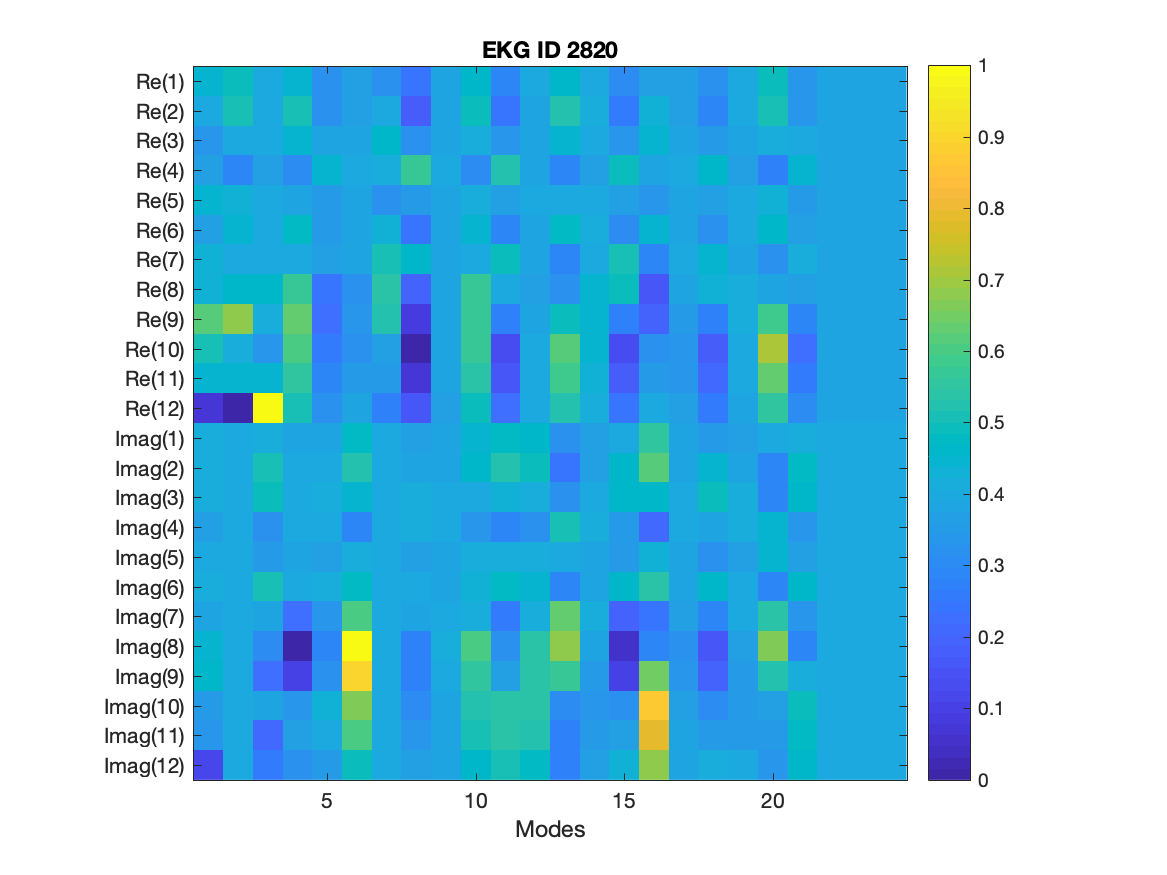 EKG ID 2820
Re(1)
Re(2)
Re(3)
Re(4)
Re(5)
Re(6)
Re(7)
Re(8)
Re(9)
Re(10)
Re(11)
Re(12)
Imag(1)
Imag(2)
Imag(3)
Imag(4)
Imag(5)
Imag(6)
Imag(7)
Imag(8)
Imag(9)
Imag(10)
Imag(11)
Imag(12)
5 10 15 20
Modes
1
0.9
0.8
0.7
0.6
0.5
0.4
0.3
0.2
0.1
0